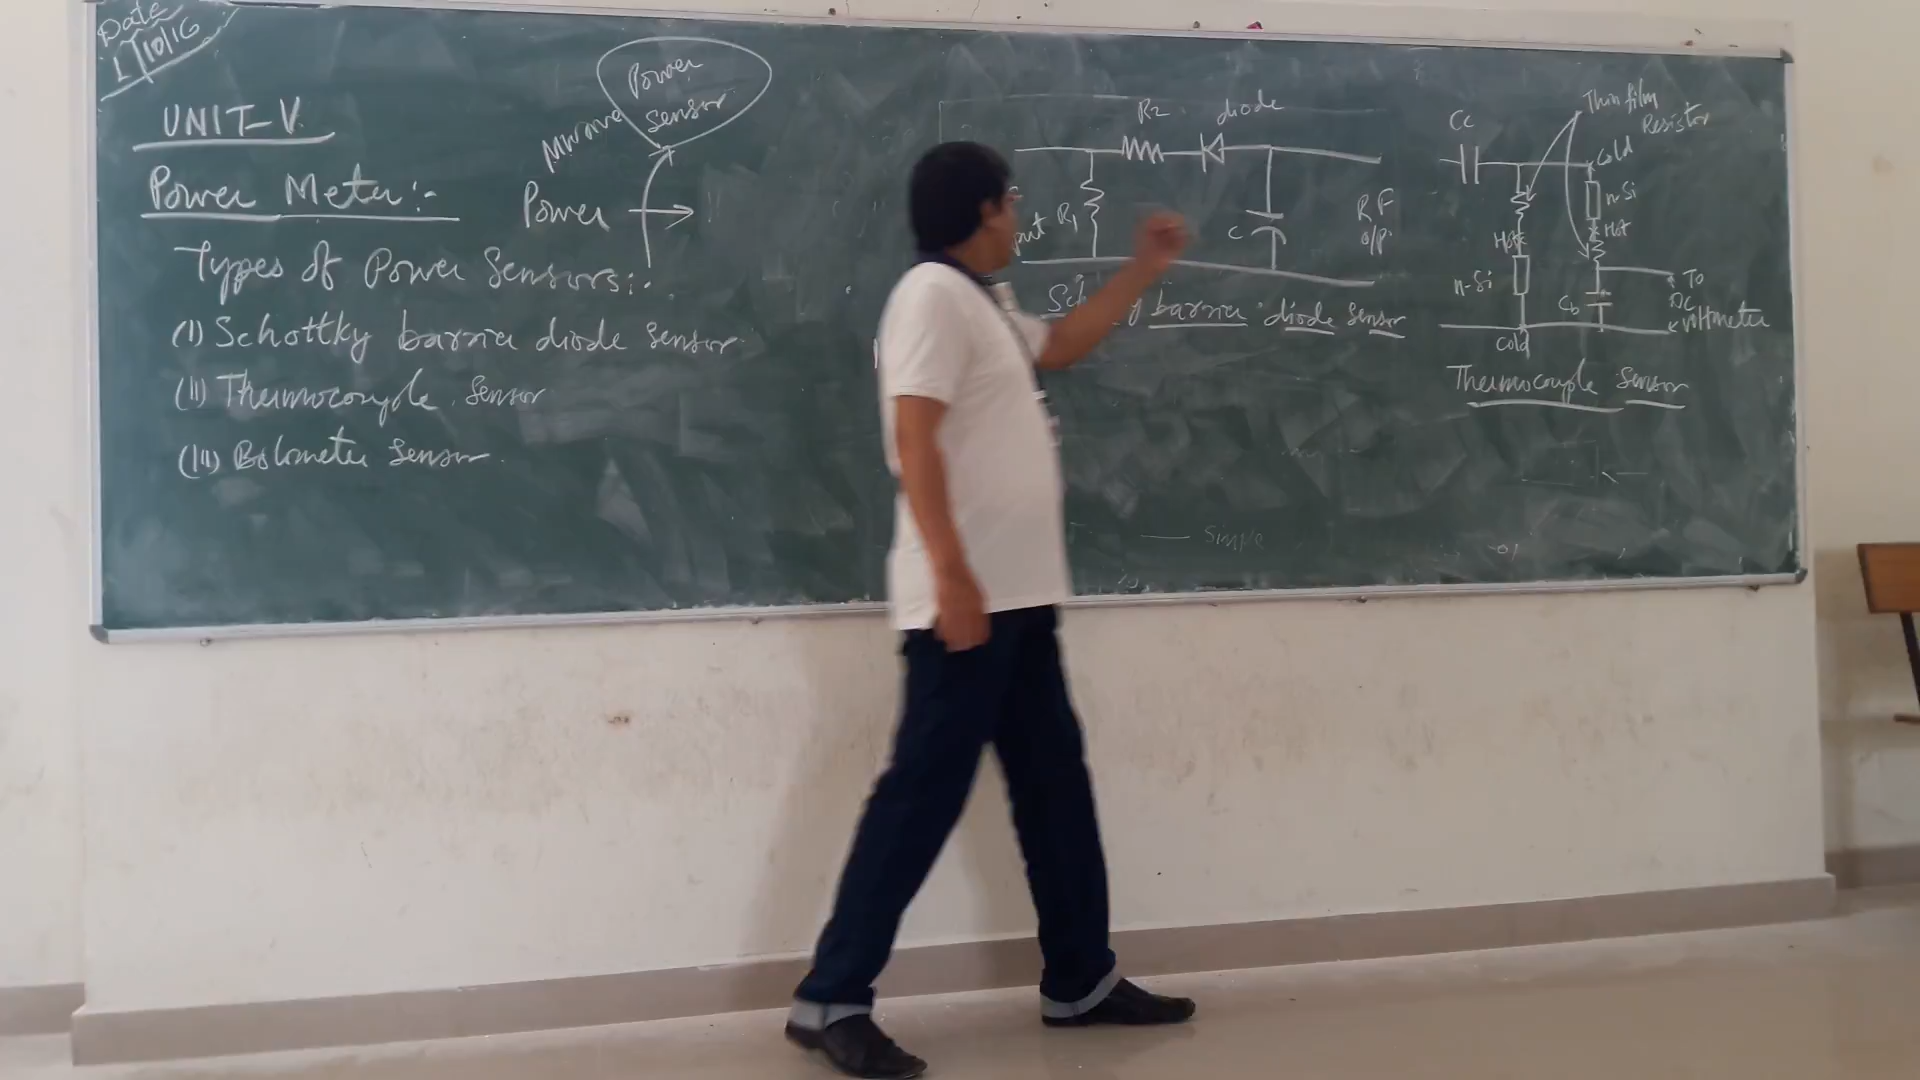 Date
1/10/16
UNIT-V
Power Meter:-
Power
Sensor
Power
Types of Power Sensors:-
(I) Schottky barrier diode sensor
(II) Thermocouple sensor
(III) Bolometer sensor
R2
diode
R1
put
C
RF
o/p
barrier diode sensor
Simple
Cc
Thin film
Resistor
Cold
n-Si
Hot
Hot
n-Si
Cb
To
DC
Voltmeter
Cold
Thermocouple Sensor